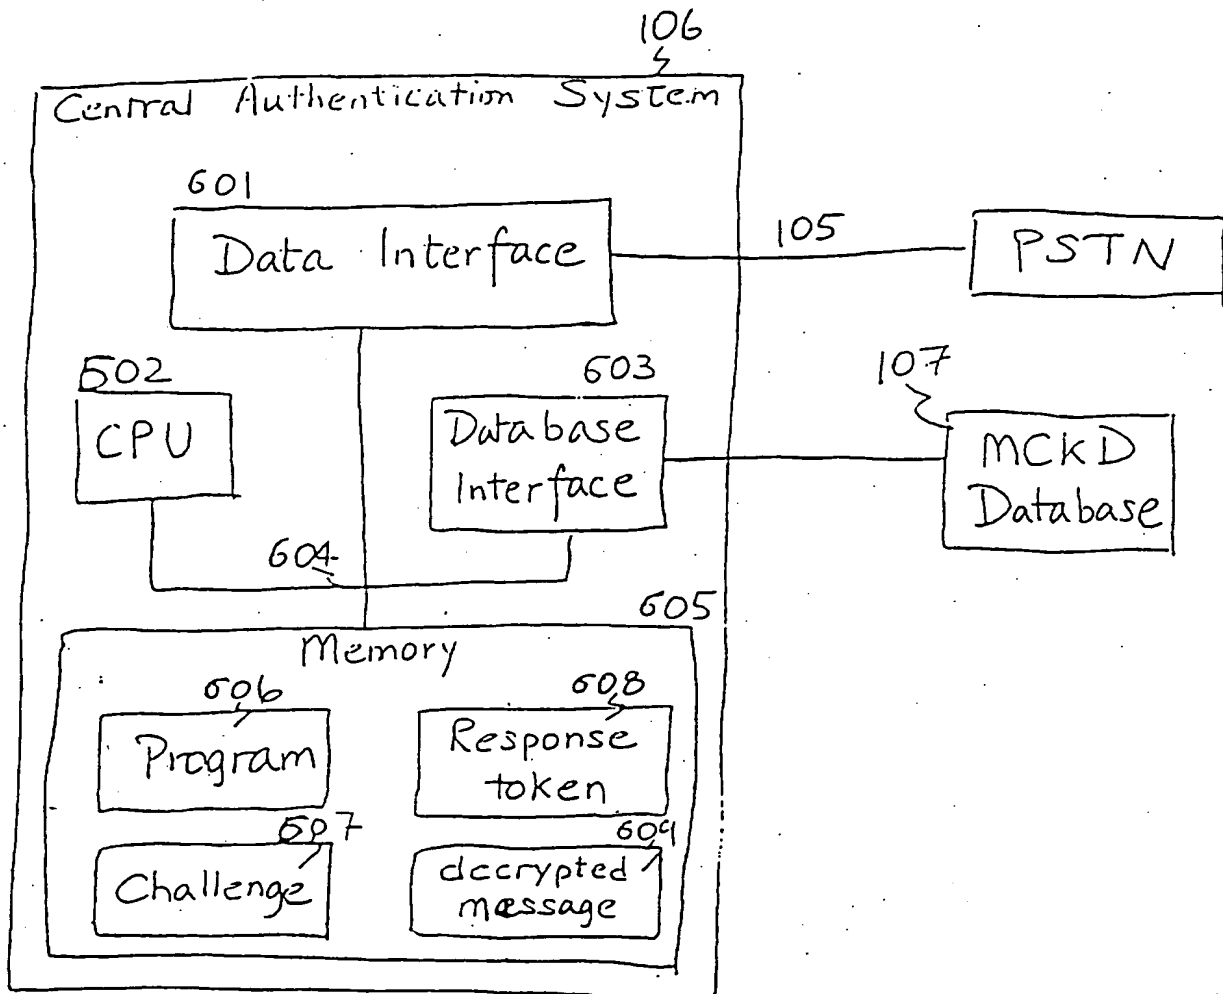 106
Central Authentication System
601
Data Interface
105
PSTN
602
CPU
603
Database
Interface
107
MCKD
Database
604
605
Memory
606
Program
608
Response
token
607
Challenge
609
decrypted
message